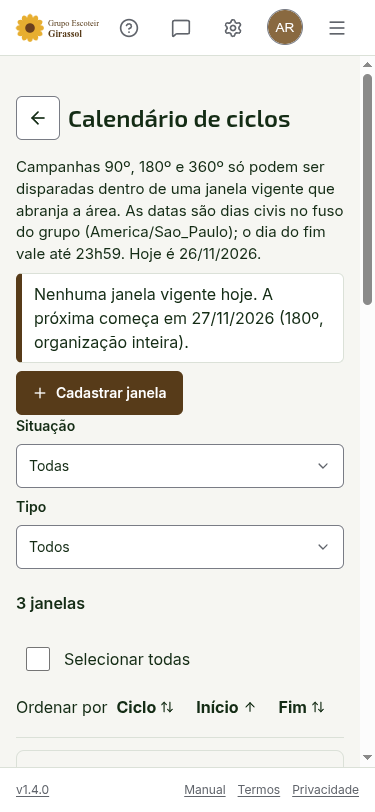 Grupo Escoteiro
Girassol
AR
Calendário de ciclos
Campanhas 90º, 180º e 360º só podem ser
disparadas dentro de uma janela vigente que
abranja a área. As datas são dias civis no fuso
do grupo (America/Sao_Paulo); o dia do fim
vale até 23h59. Hoje é 26/11/2026.
Nenhuma janela vigente hoje. A
próxima começa em 27/11/2026 (180º,
organização inteira).
Cadastrar janela
Situação
Todas
Tipo
Todos
3 janelas
Selecionar todas
Ordenar por Ciclo Início Fim
v1.4.0 Manual Termos Privacidade